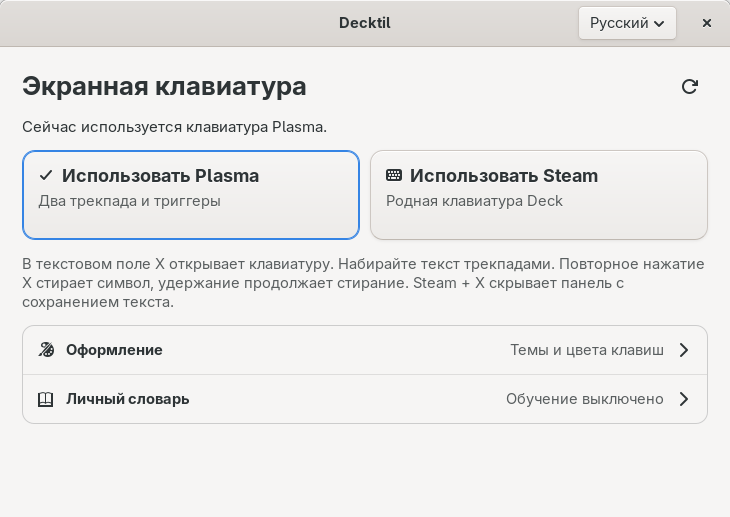 Decktil
Русский
Экранная клавиатура
Сейчас используется клавиатура Plasma.
Использовать Plasma
Два трекпада и триггеры
Использовать Steam
Родная клавиатура Deck
В текстовом поле X открывает клавиатуру. Набирайте текст трекпадами. Повторное нажатие
X стирает символ, удержание продолжает стирание. Steam + X скрывает панель с
сохранением текста.
Оформление
Темы и цвета клавиш
Личный словарь
Обучение выключено